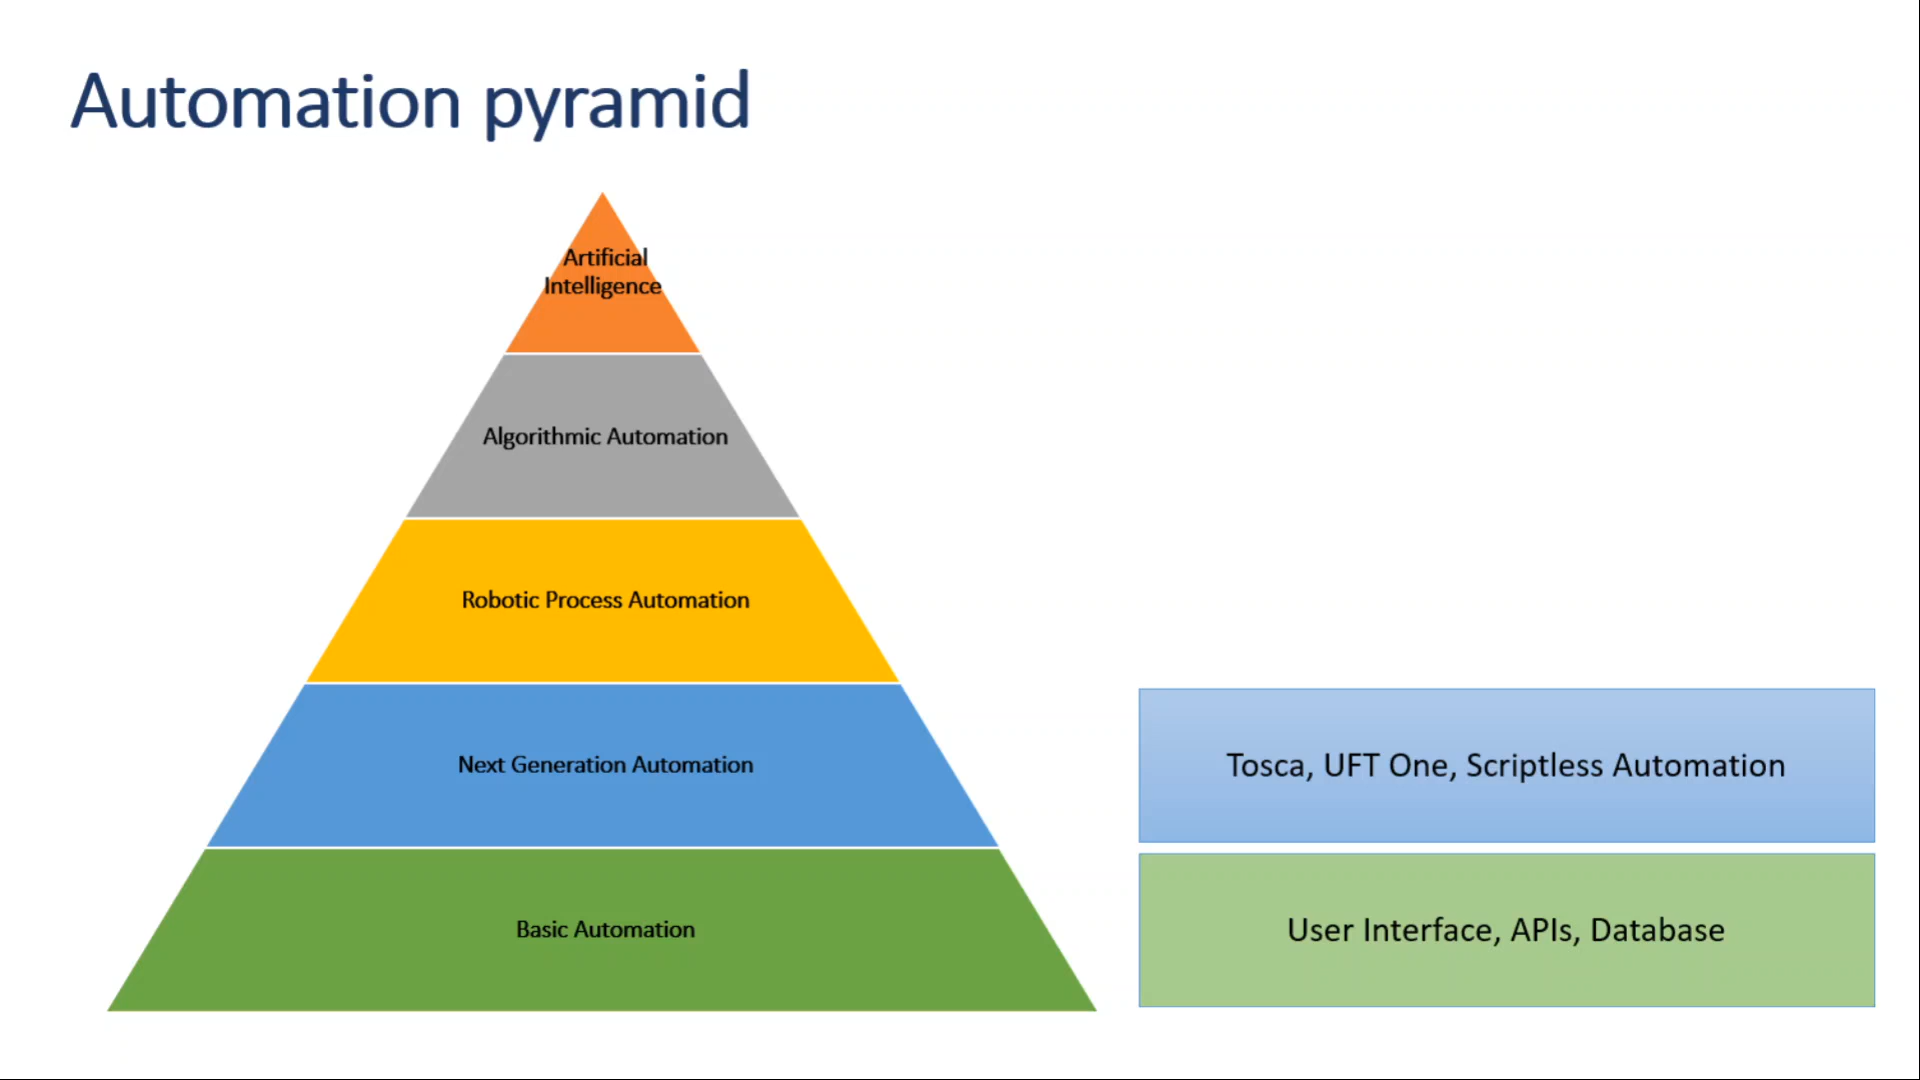 Automation pyramid
Artificial
Intelligence
Algorithmic Automation
Robotic Process Automation
Next Generation Automation
Tosca, UFT One, Scriptless Automation
Basic Automation
User Interface, APIs, Database